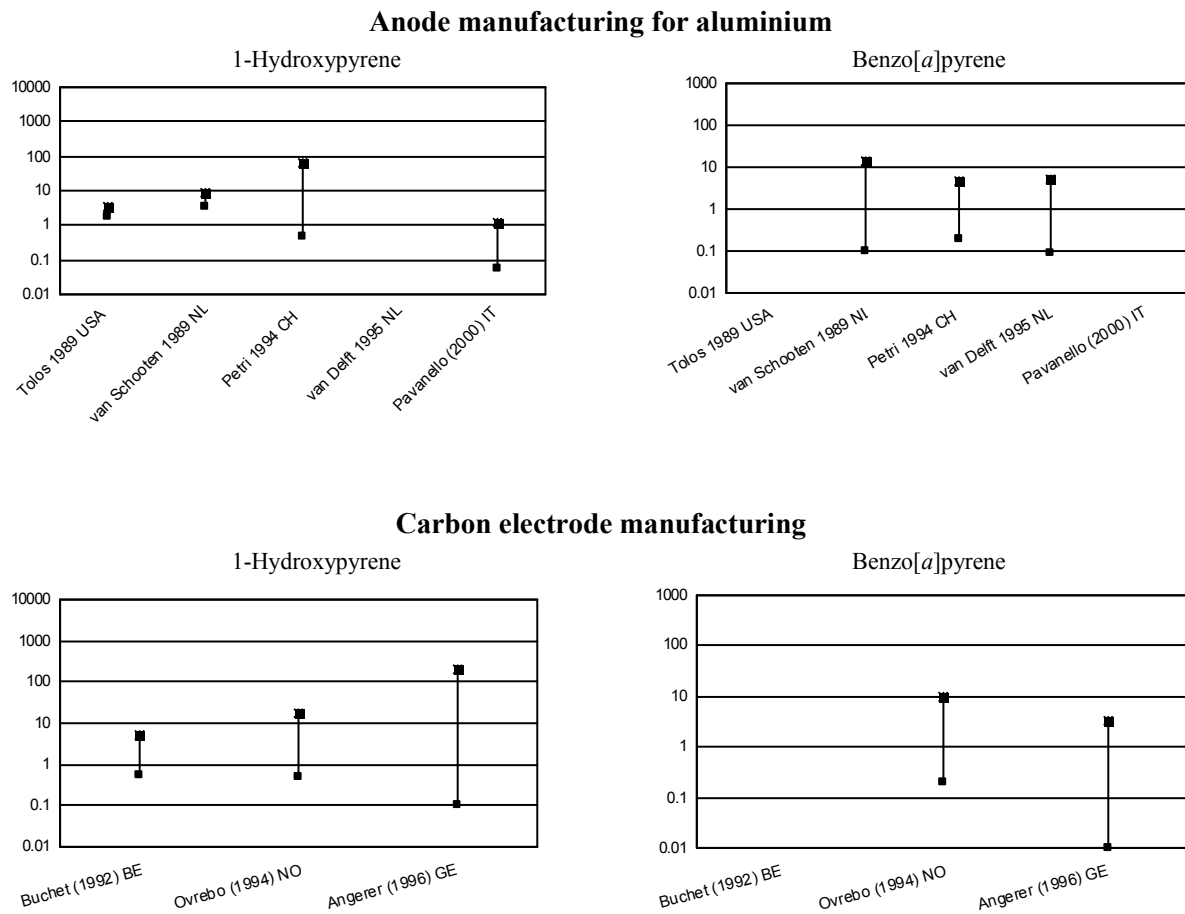 Anode manufacturing for aluminium
1-Hydroxypyrene
10000
1000
100
10
1
0.1
0.01
Tolos 1989 USA
van Schooten 1989 NL
Petri 1994 CH
van Delft 1995 NL
Pavanello (2000) IT
Benzo[a]pyrene
1000
100
10
1
0.1
0.01
Tolos 1989 USA
van Schooten 1989 NL
Petri 1994 CH
van Delft 1995 NL
Pavanello (2000) IT
Carbon electrode manufacturing
1-Hydroxypyrene
10000
1000
100
10
1
0.1
0.01
Buchet (1992) BE
Ovrebo (1994) NO
Angerer (1996) GE
Benzo[a]pyrene
1000
100
10
1
0.1
0.01
Buchet (1992) BE
Ovrebo (1994) NO
Angerer (1996) GE